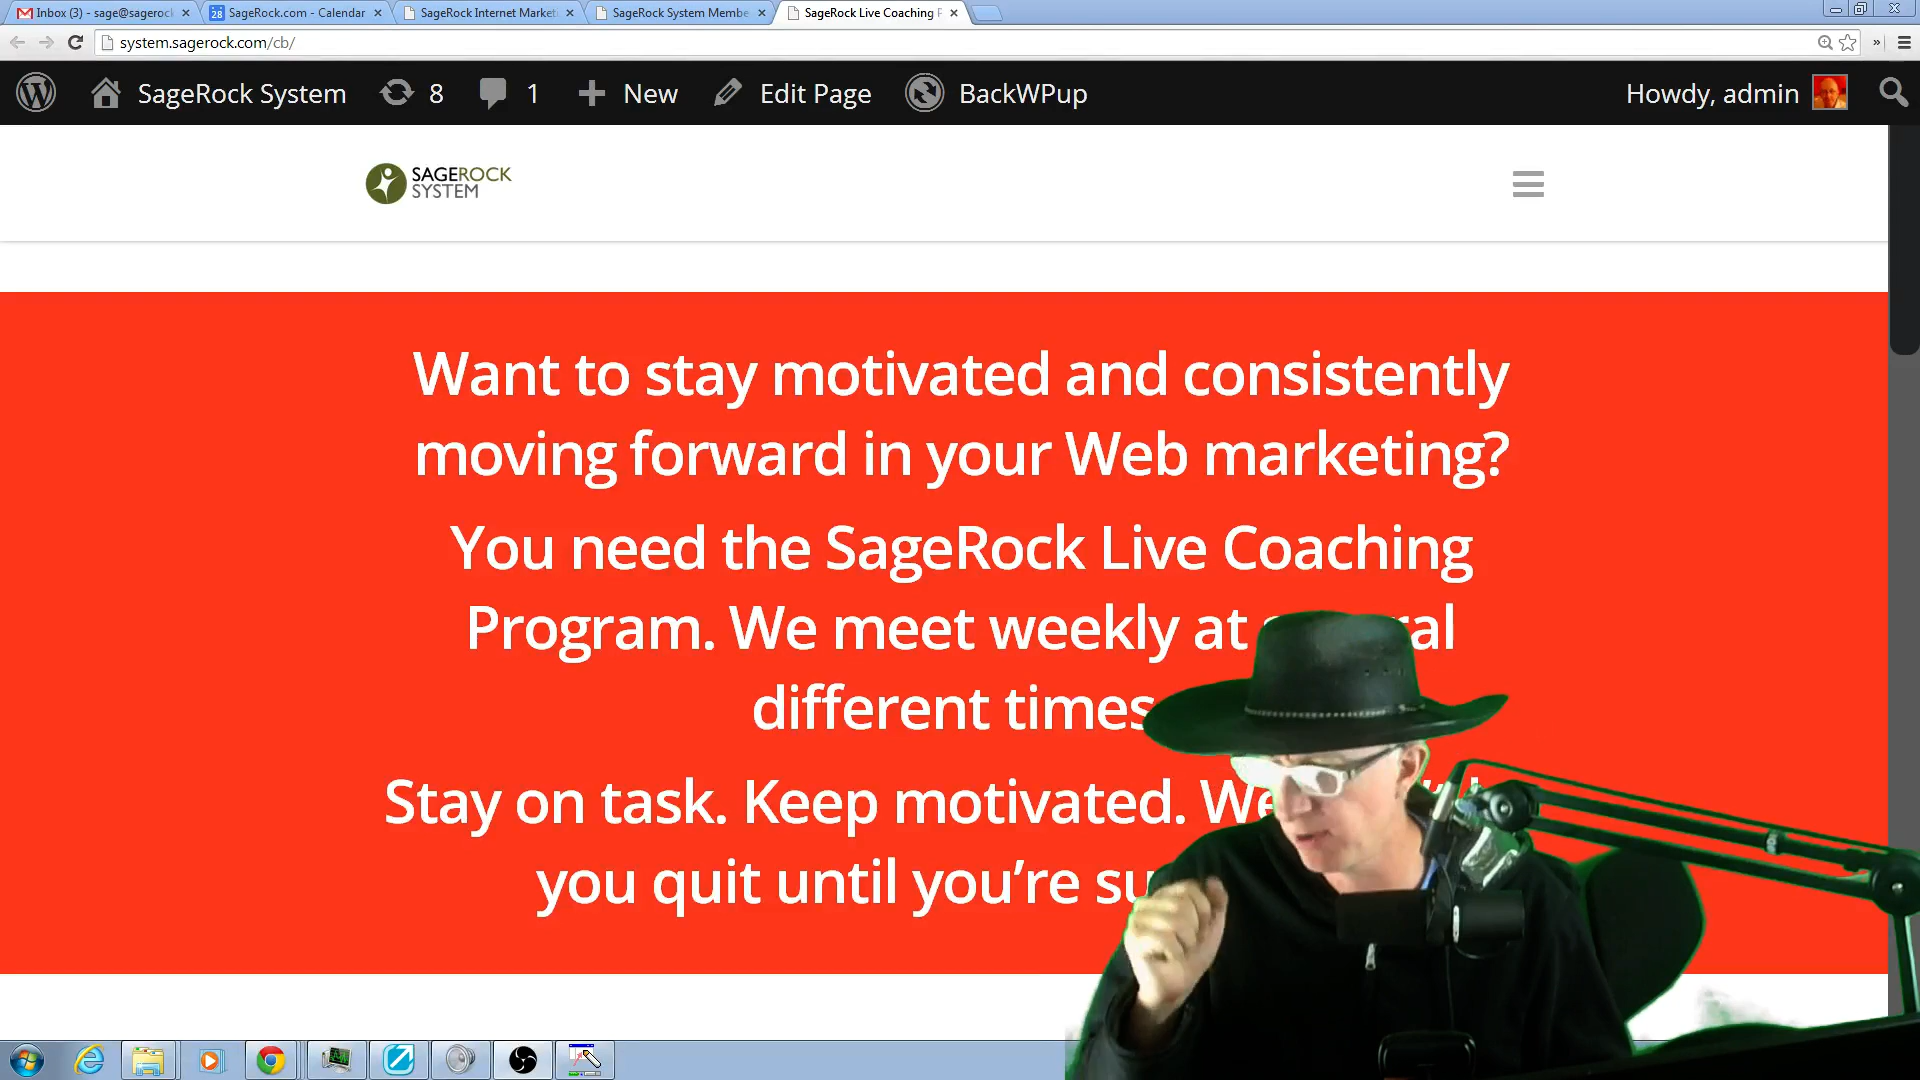 Inbox (3) - sage@sagerock
SageRock.com - Calendar
SageRock Internet Market
SageRock System Membe
SageRock Live Coaching P
system.sagerock.com/cb/
SageRock System
8
1
New
Edit Page
BackWPup
Howdy, admin
SAGEROCK
SYSTEM
Want to stay motivated and consistently
moving forward in your Web marketing?
You need the SageRock Live Coaching
Program. We meet weekly at
different times
Stay on task. Keep motivated. We
you quit until you're su